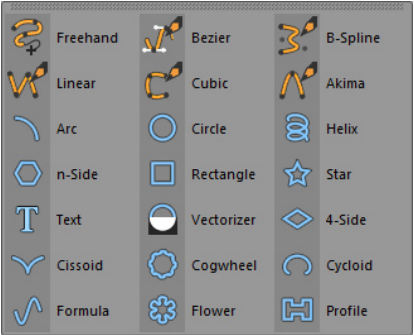 Freehand Bezier B-Spline
Linear Cubic Akima
Arc Circle Helix
n-Side Rectangle Star
Text Vectorizer 4-Side
Cissoid Cogwheel Cycloid
Formula Flower Profile